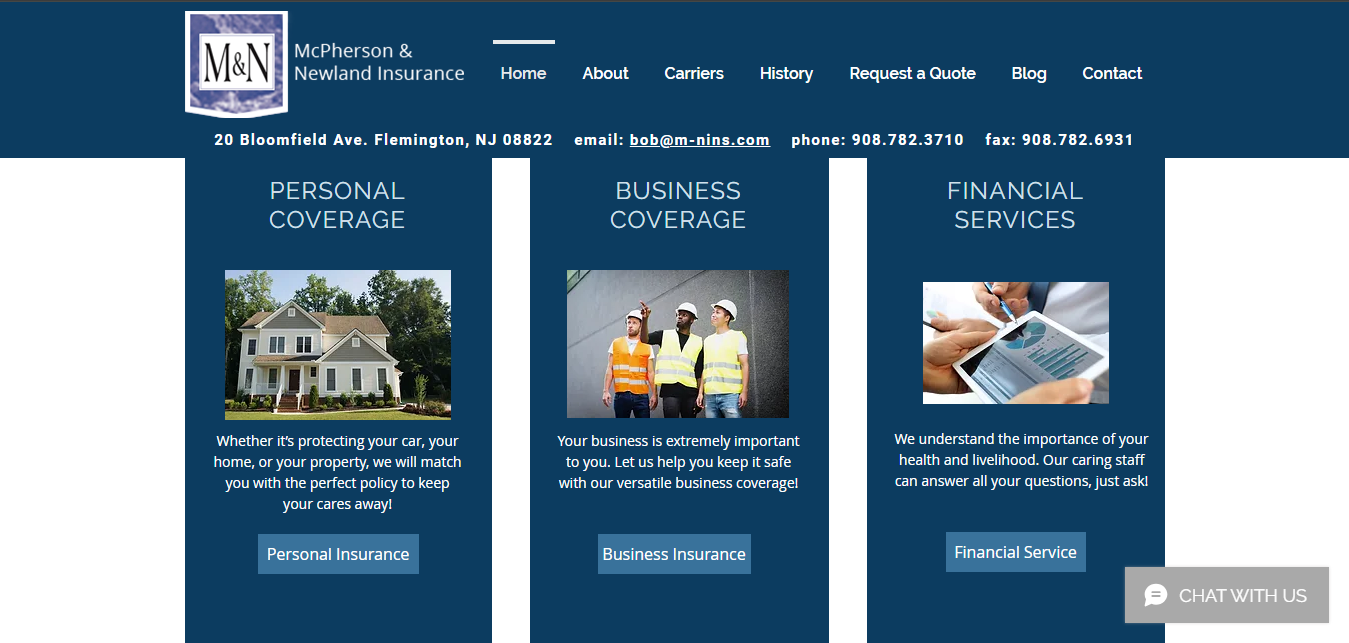 M&N
McPherson &
Newland Insurance
Home About Carriers History Request a Quote Blog Contact
20 Bloomfield Ave. Flemington, NJ 08822 email: bob@m-nins.com phone: 908.782.3710 fax: 908.782.6931
PERSONAL
COVERAGE
Whether it's protecting your car, your
home, or your property, we will match
you with the perfect policy to keep
your cares away!
Personal Insurance
BUSINESS
COVERAGE
Your business is extremely important
to you. Let us help you keep it safe
with our versatile business coverage!
Business Insurance
FINANCIAL
SERVICES
We understand the importance of your
health and livelihood. Our caring staff
can answer all your questions, just ask!
Financial Service
CHAT WITH US